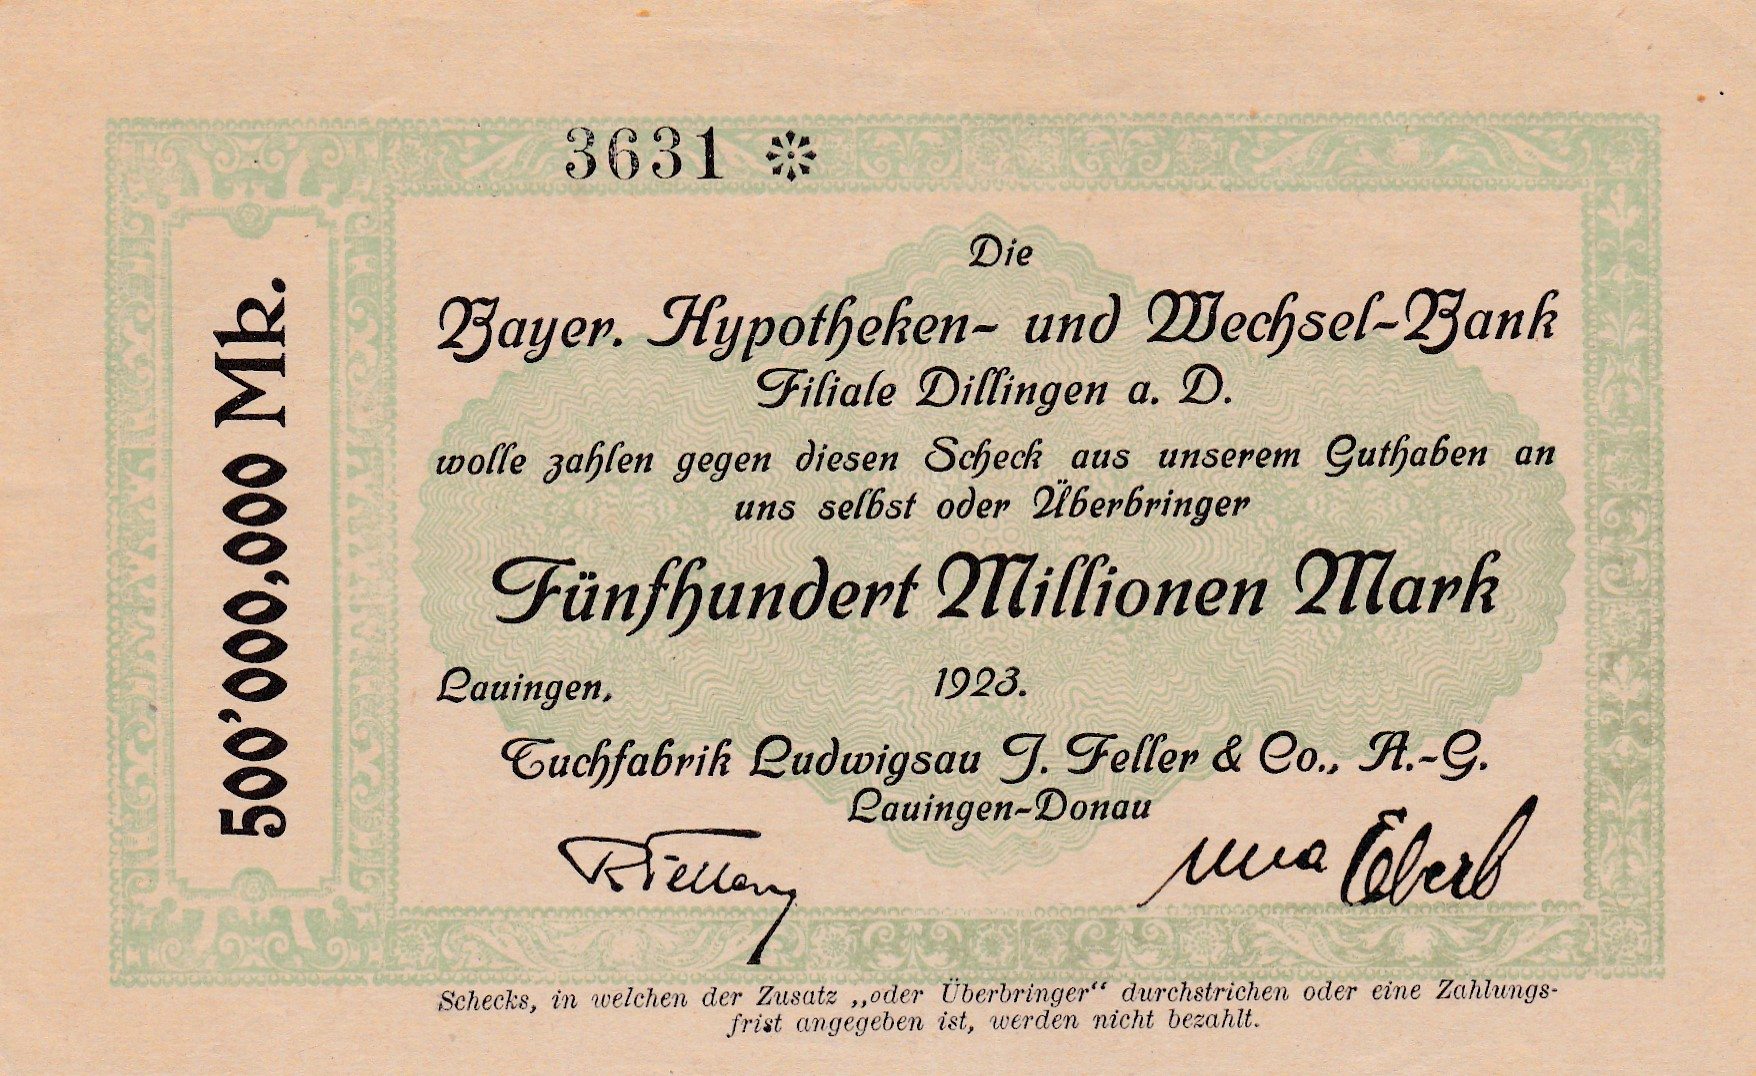 3631 *
500'000,000 Mk.
Die
Bayer. Hypotheken- und Wechsel-Bank
Filiale Dillingen a. D.
wolle zahlen gegen diesen Scheck aus unserem Guthaben an
uns selbst oder Überbringer
Fünfhundert Millionen Mark
Lauingen, 1923.
Tuchfabrik Ludwigsau J. Feller & Co., A.-G.
Lauingen-Donau
Schecks, in welchen der Zusatz „oder Überbringer“ durchstrichen oder eine Zahlungs-
frist angegeben ist, werden nicht bezahlt.